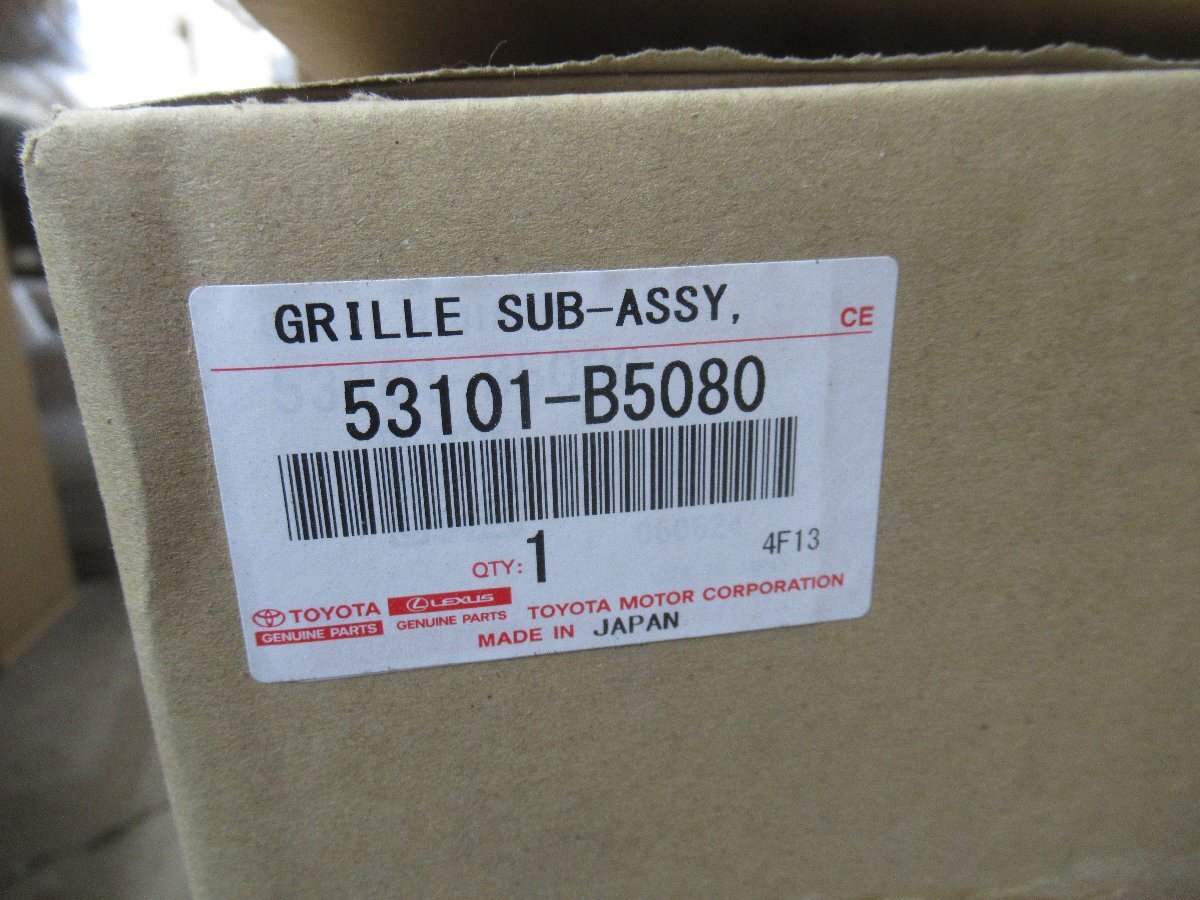 GRILLE SUB-ASSY,
CE
53101-B5080
QTY: 1
4F13
TOYOTA
GENUINE PARTS
LEXUS
GENUINE PARTS
TOYOTA MOTOR CORPORATION
MADE IN JAPAN